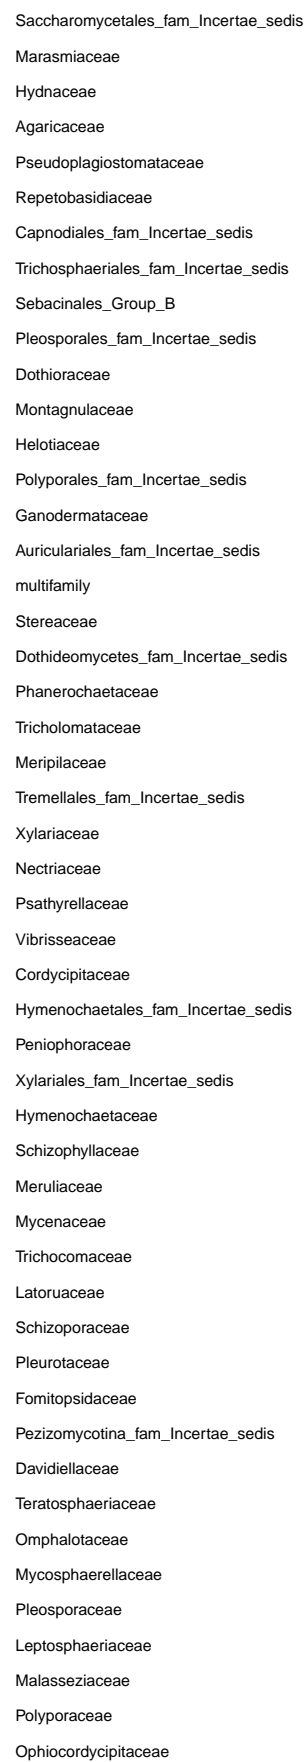 Saccharomycetales_fam_Incertae_sedis
Marasmiaceae
Hydnaceae
Agaricaceae
Pseudoplagiostomataceae
Repetobasidiaceae
Capnodiales_fam_Incertae_sedis
Trichosphaeriales_fam_Incertae_sedis
Sebacinales_Group_B
Pleosporales_fam_Incertae_sedis
Dothioraceae
Montagnulaceae
Helotiaceae
Polyporales_fam_Incertae_sedis
Ganodermataceae
Auriculariales_fam_Incertae_sedis
multifamily
Stereaceae
Dothideomycetes_fam_Incertae_sedis
Phanerochaetaceae
Tricholomataceae
Meripilaceae
Tremellales_fam_Incertae_sedis
Xylariaceae
Nectriaceae
Psathyrellaceae
Vibrisseaceae
Cordycipitaceae
Hymenochaetales_fam_Incertae_sedis
Peniophoraceae
Xylariales_fam_Incertae_sedis
Hymenochaetaceae
Schizophyllaceae
Meruliaceae
Mycenaceae
Trichocomaceae
Latoruaceae
Schizoporaceae
Pleurotaceae
Fomitopsidaceae
Pezizomycotina_fam_Incertae_sedis
Davidiellaceae
Teratosphaeriaceae
Omphalotaceae
Mycosphaerellaceae
Pleosporaceae
Leptosphaeriaceae
Malasseziaceae
Polyporaceae
Ophiocordycipitaceae